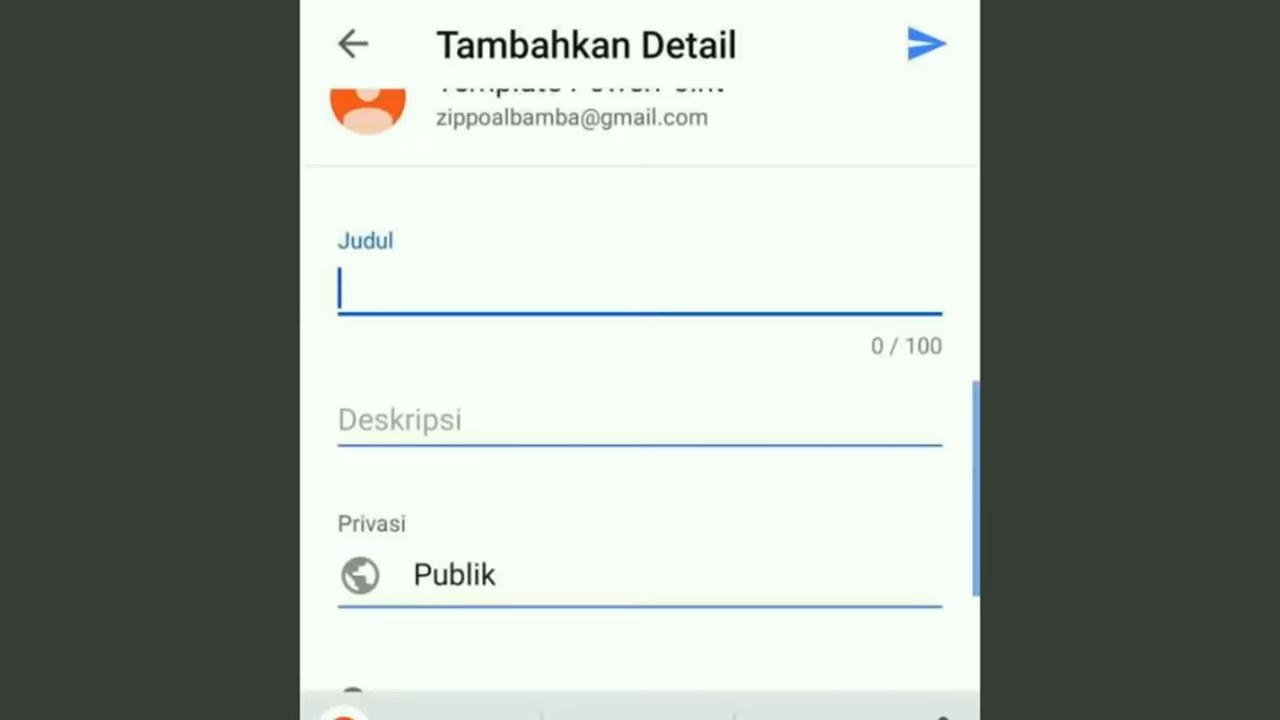 Tambahkan Detail
zippoalbamba@gmail.com
Judul
0 / 100
Deskripsi
Privasi
Publik